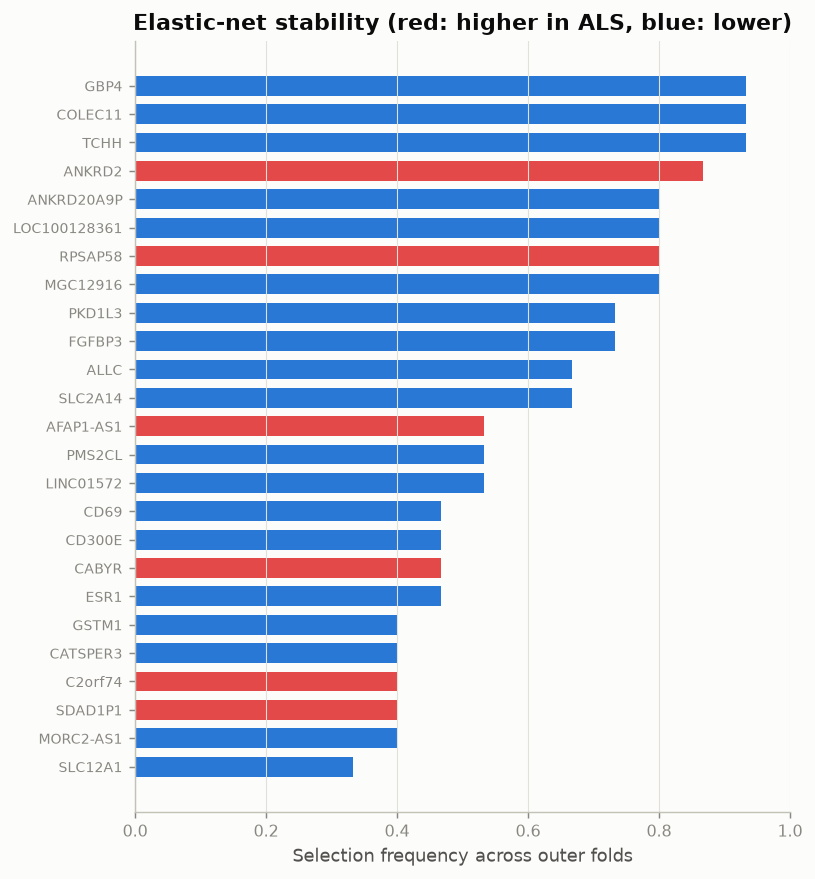 Elastic-net stability (red: higher in ALS, blue: lower)
GBP4
COLEC11
TCHH
ANKRD2
ANKRD20A9P
LOC100128361
RPSAP58
MGC12916
PKD1L3
FGFBP3
ALLC
SLC2A14
AFAP1-AS1
PMS2CL
LINC01572
CD69
CD300E
CABYR
ESR1
GSTM1
CATSPER3
C2orf74
SDAD1P1
MORC2-AS1
SLC12A1
0.0 0.2 0.4 0.6 0.8 1.0
Selection frequency across outer folds